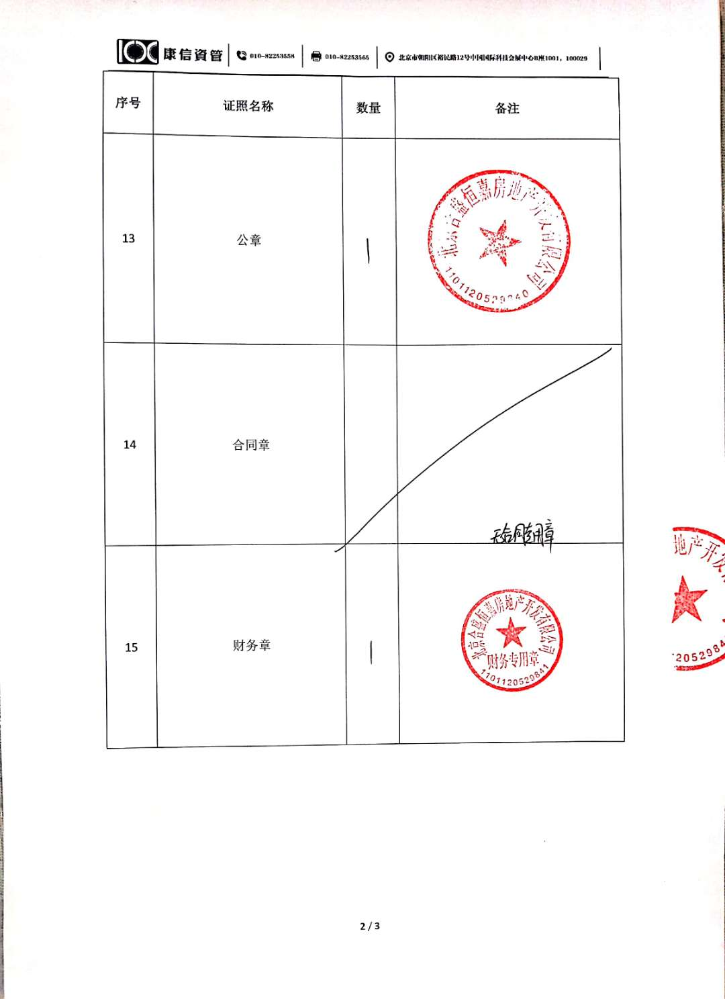 康信資管 010-82253558 010-82253565 北京市朝阳区裕民路12号中国国际科技会展中心B座1001，100029
序号 证照名称 数量 备注
13 公章 1
北京合盛恒嘉房地产开发有限公司
14 合同章
无合同专用章
15 财务章 1
北京合盛恒嘉房地产开发有限公司
财务专用章
1101120529841
地产开发
2052984
2 / 3